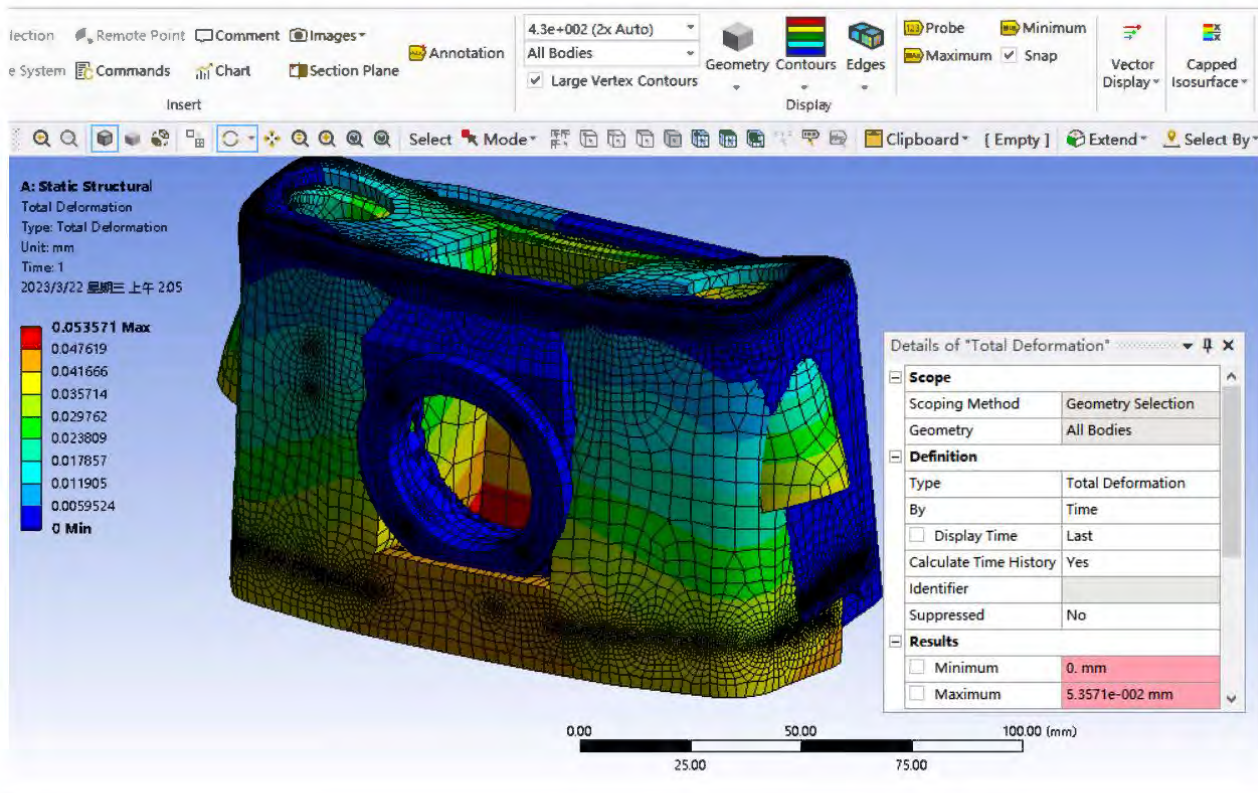 lection Remote Point Comment Images
e System Commands Chart Section Plane
Annotation
Insert
4.3e+002 (2x Auto)
All Bodies
Large Vertex Contours
Geometry Contours Edges
Probe Minimum
Maximum Snap
Display
Vector Display
Capped Isosurface
Select Mode Clipboard [ Empty ] Extend Select By
A: Static Structural
Total Deformation
Type: Total Deformation
Unit: mm
Time: 1
2023/3/22 星期三 上午 2:05
0.053571 Max
0.047619
0.041666
0.035714
0.029762
0.023809
0.017857
0.011905
0.0059524
0 Min
Details of "Total Deformation"
Scope
Scoping Method Geometry Selection
Geometry All Bodies
Definition
Type Total Deformation
By Time
Display Time Last
Calculate Time History Yes
Identifier
Suppressed No
Results
Minimum 0. mm
Maximum 5.3571e-002 mm
0.00 50.00 100.00 (mm)
25.00 75.00